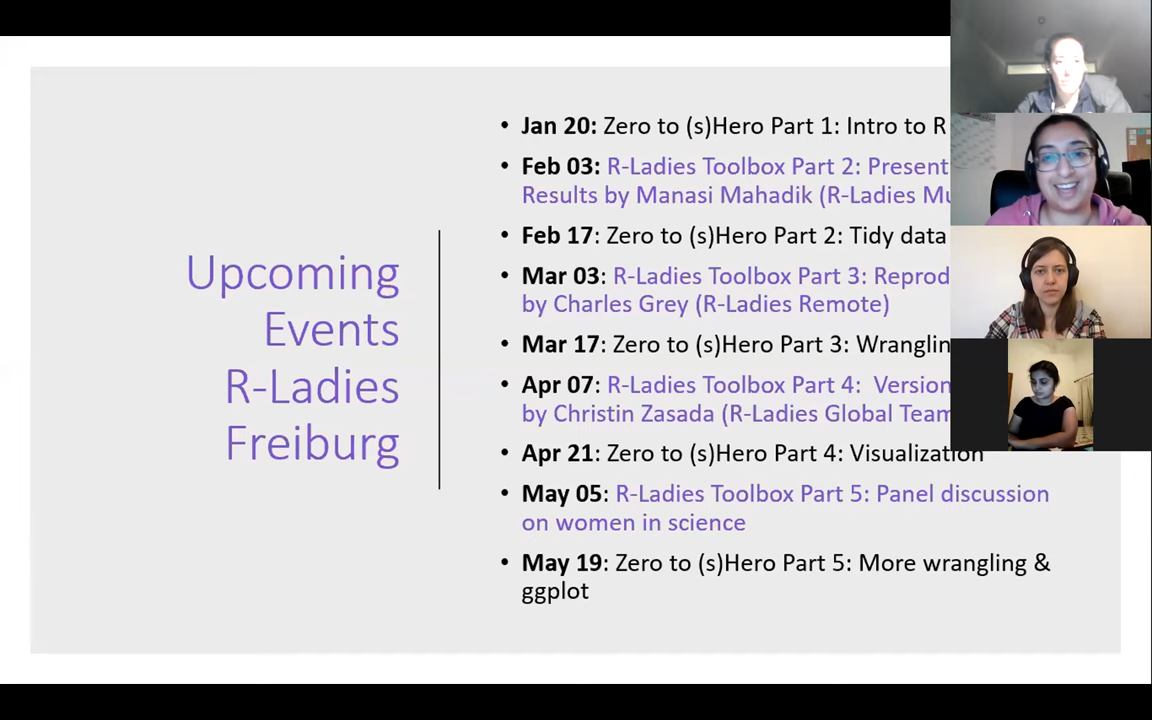 Upcoming
Events
R-Ladies
Freiburg
• Jan 20: Zero to (s)Hero Part 1: Intro to R
• Feb 03: R-Ladies Toolbox Part 2:
Results by Manasi Mahadik (R-Ladies
• Feb 17: Zero to (s)Hero Part 2: Tidy data
• Mar 03: R-Ladies Toolbox Part 3:
by Charles Grey (R-Ladies Remote)
• Mar 17: Zero to (s)Hero Part 3:
• Apr 07: R-Ladies Toolbox Part 4: Version
by Christin Zasada (R-Ladies Global Team
• Apr 21: Zero to (s)Hero Part 4: Visualization
• May 05: R-Ladies Toolbox Part 5: Panel discussion
on women in science
• May 19: Zero to (s)Hero Part 5: More wrangling &
ggplot